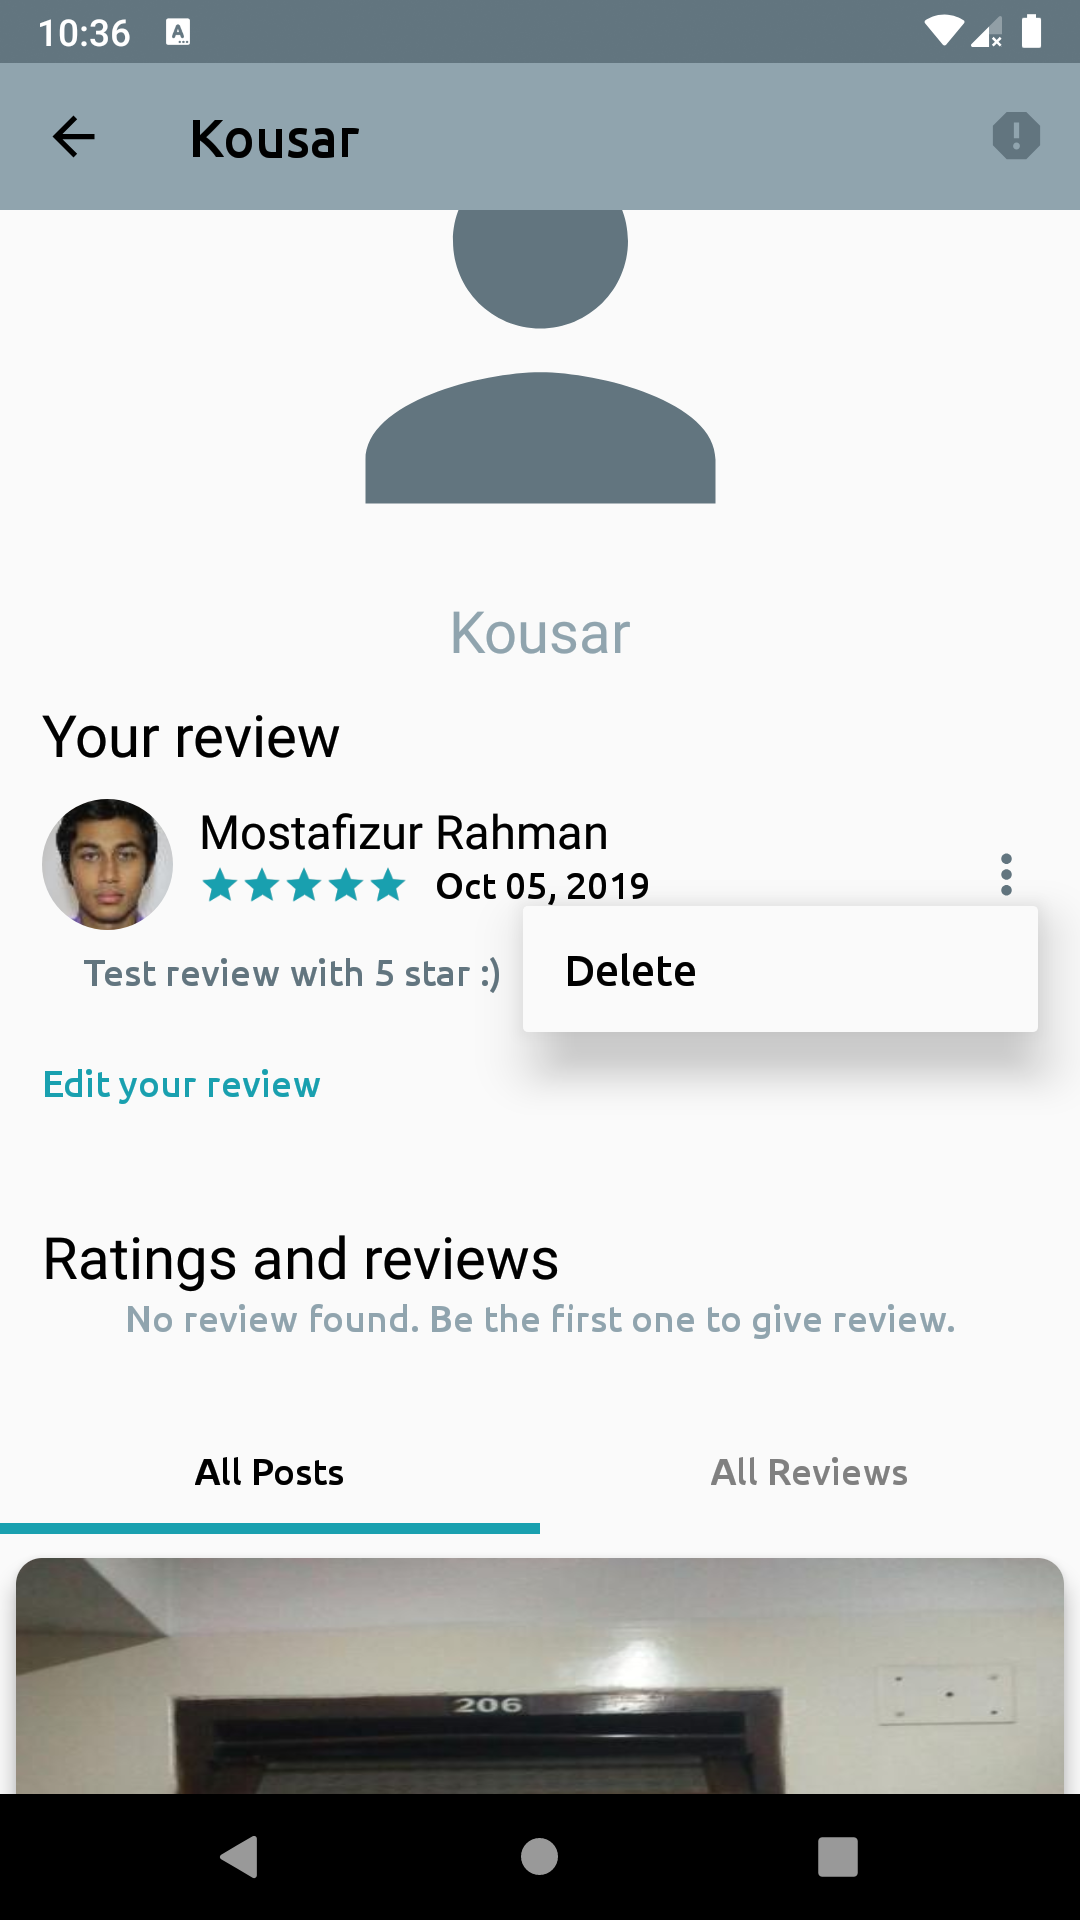 10:36
Kousar
Kousar
Your review
Mostafizur Rahman
Oct 05, 2019
Test review with 5 star :)
Delete
Edit your review
Ratings and reviews
No review found. Be the first one to give review.
All Posts
All Reviews
206